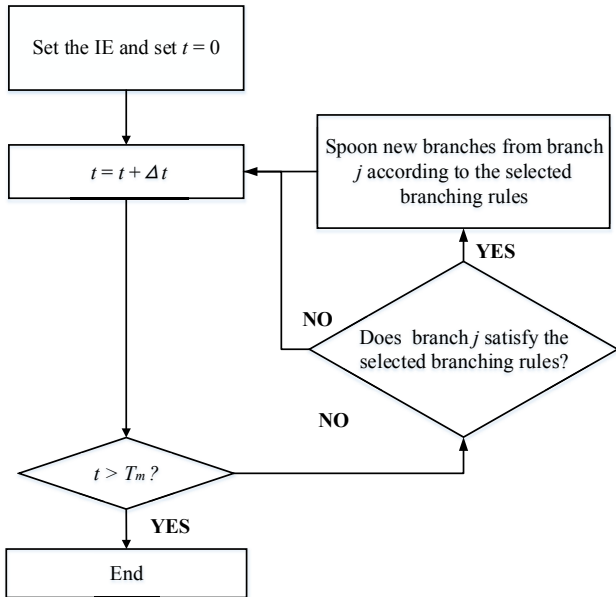 Set the IE and set t = 0
t = t + Δ t
Spoon new branches from branch
j according to the selected
branching rules
YES
NO
Does branch j satisfy the
selected branching rules?
NO
t > Tm ?
YES
End